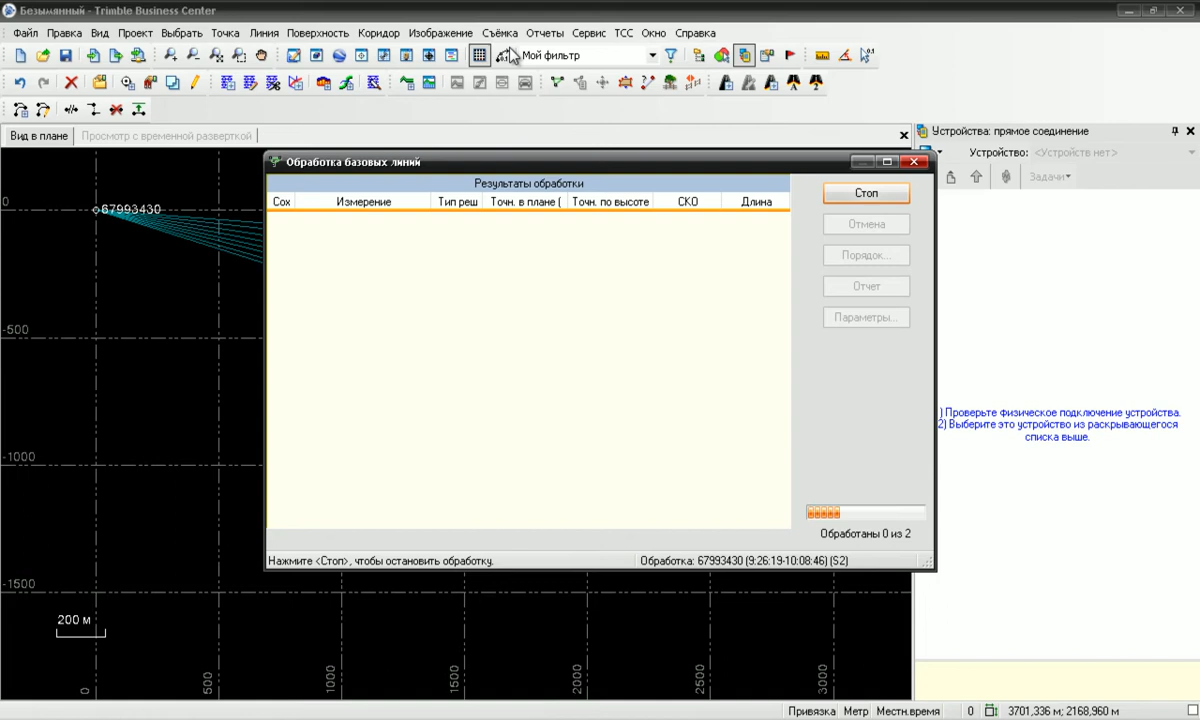 Безымянный - Trimble Business Center
Файл Правка Вид Проект Выбрать Точка Линия Поверхность Коридор Изображение Съёмка Отчеты Сервис ТСС Окно Справка
Мой фильтр
Вид в плане Просмотр с временной разверткой
Устройства: прямое соединение
Устройство: <Устройств нет>
Задачи
Обработка базовых линий
Результаты обработки
Сох Измерение Тип реш Точн. в плане ( Точн. по высоте СКО Длина
Стоп
Отмена
Порядок...
Отчет
Параметры...
Обработаны 0 из 2
Нажмите <Стоп>, чтобы остановить обработку.
Обработка: 67993430 (9:26:19-10:08:46) (S2)
67993430
0
-500
-1000
-1500
200 м
0 500 1000 1500 2000 2500 3000
) Проверьте физическое подключение устройства.
2) Выберите это устройство из раскрывающегося
списка выше.
Привязка Метр Местн.время 0 3701,336 м; 2168,960 м